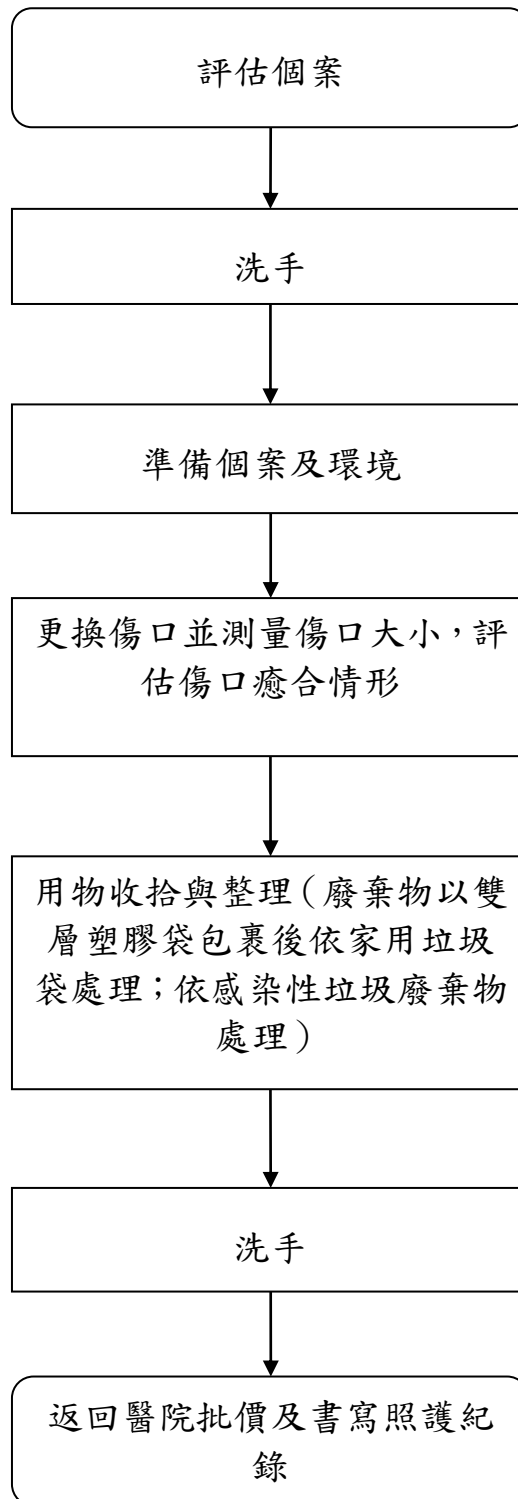 評估個案
洗手
準備個案及環境
更換傷口並測量傷口大小，評
估傷口癒合情形
用物收拾與整理（廢棄物以雙
層塑膠袋包裹後依家用垃圾
袋處理；依感染性垃圾廢棄物
處理）
洗手
返回醫院批價及書寫照護紀
錄